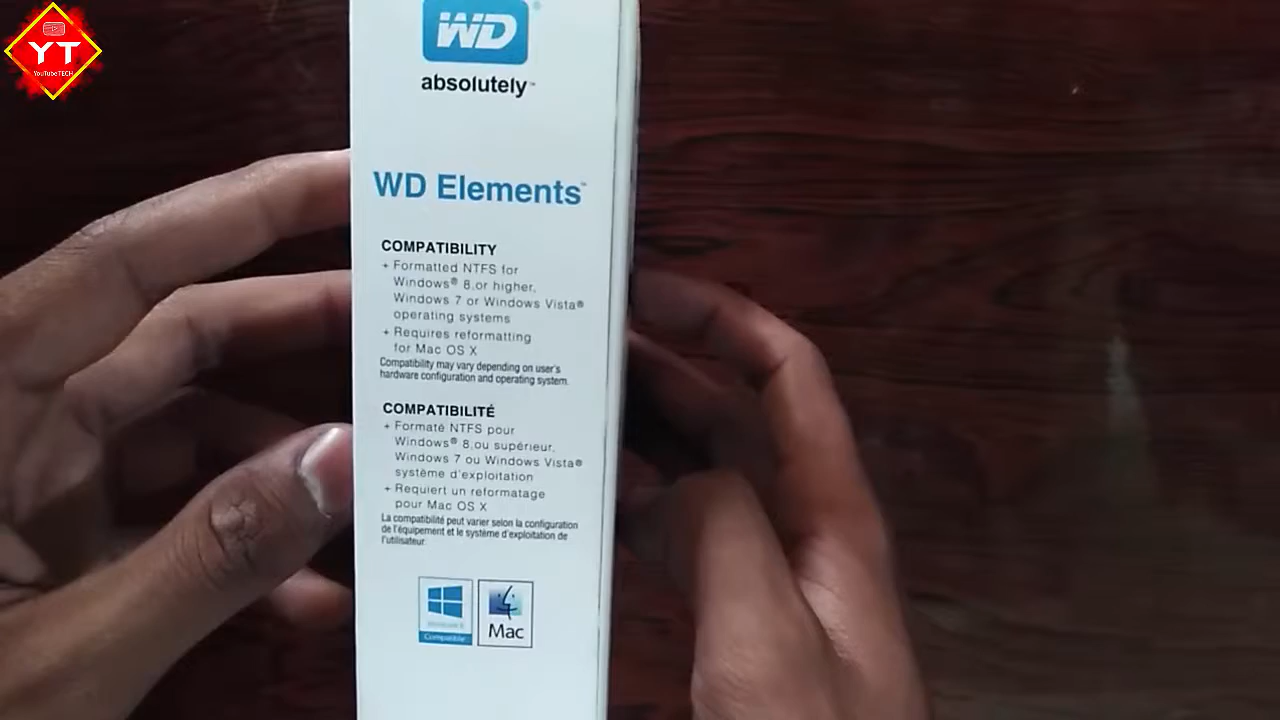 YT
YouTubeTECH
WD®
absolutely™
WD Elements™
COMPATIBILITY
+ Formatted NTFS for
Windows® 8,or higher,
Windows 7 or Windows Vista®
operating systems
+ Requires reformatting
for Mac OS X
Compatibility may vary depending on user's
hardware configuration and operating system.
COMPATIBILITÉ
+ Formaté NTFS pour
Windows® 8,ou supérieur,
Windows 7 ou Windows Vista®
système d'exploitation
+ Requiert un reformatage
pour Mac OS X
La compatibilité peut varier selon la configuration
de l'équipement et le système d'exploitation de
l'utilisateur.
Compatible
Mac